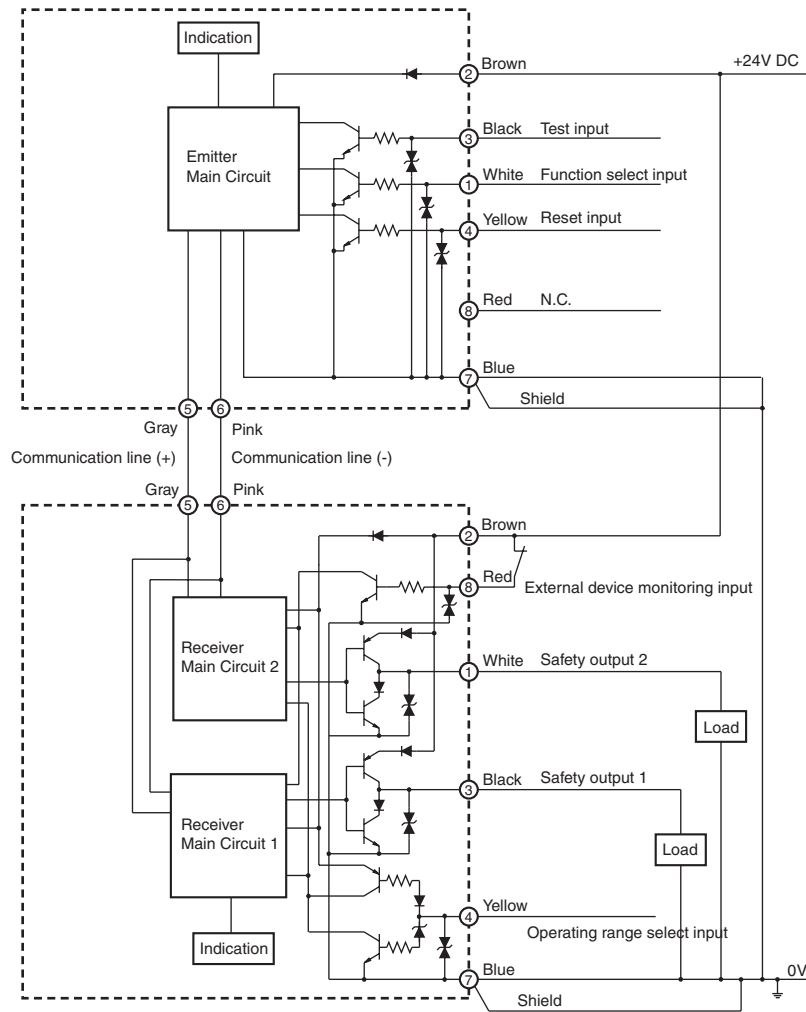 Indication
2 Brown
+24V DC
Emitter
Main Circuit
3 Black Test input
1 White Function select input
4 Yellow Reset input
8 Red N.C.
7 Blue
Shield
5 6
Gray Pink
Communication line (+) Communication line (-)
Gray Pink
5 6
2 Brown
8 Red
External device monitoring input
Receiver
Main Circuit 2
1 White Safety output 2
Load
3 Black Safety output 1
Receiver
Main Circuit 1
Load
4 Yellow
Operating range select input
Indication
7 Blue
0V
Shield